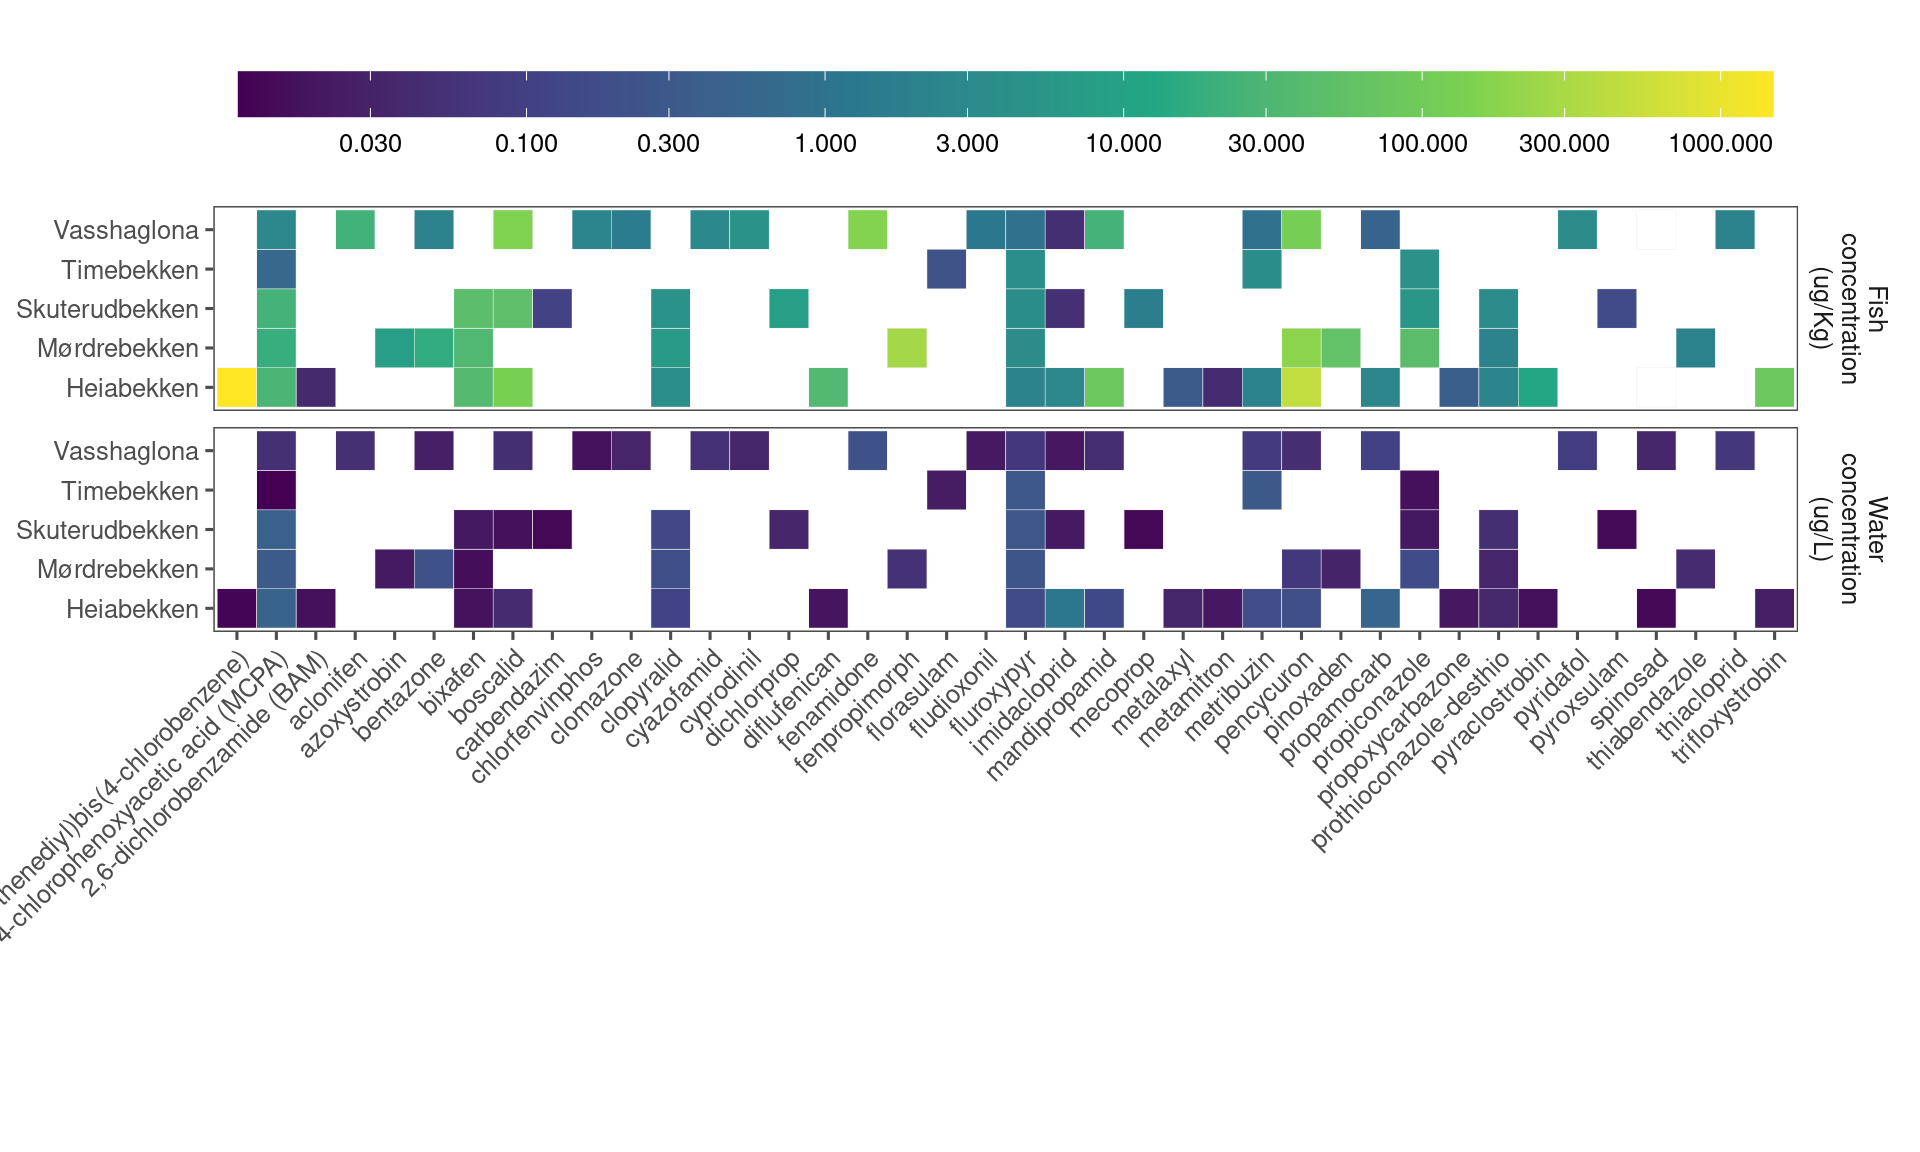 0.030 0.100 0.300 1.000 3.000 10.000 30.000 100.000 300.000 1000.000
Vasshaglona
Timebekken
Skuterudbekken
Mørdrebekken
Heiabekken
Fish
concentration
(ug/Kg)
Vasshaglona
Timebekken
Skuterudbekken
Mørdrebekken
Heiabekken
Water
concentration
(ug/L)
thenediyl)bis(4-chlorobenzene)
4-chlorophenoxyacetic acid (MCPA)
2,6-dichlorobenzamide (BAM)
aclonifen
azoxystrobin
bentazone
bixafen
boscalid
carbendazim
chlorfenvinphos
clomazone
clopyralid
cyazofamid
cyprodinil
dichlorprop
diflufenican
fenamidone
fenpropimorph
florasulam
fludioxonil
fluroxypyr
imidacloprid
mandipropamid
mecoprop
metalaxyl
metamitron
metribuzin
pencycuron
pinoxaden
propamocarb
propiconazole
propoxycarbazone
prothioconazole-desthio
pyraclostrobin
pyridafol
pyroxsulam
spinosad
thiabendazole
thiacloprid
trifloxystrobin